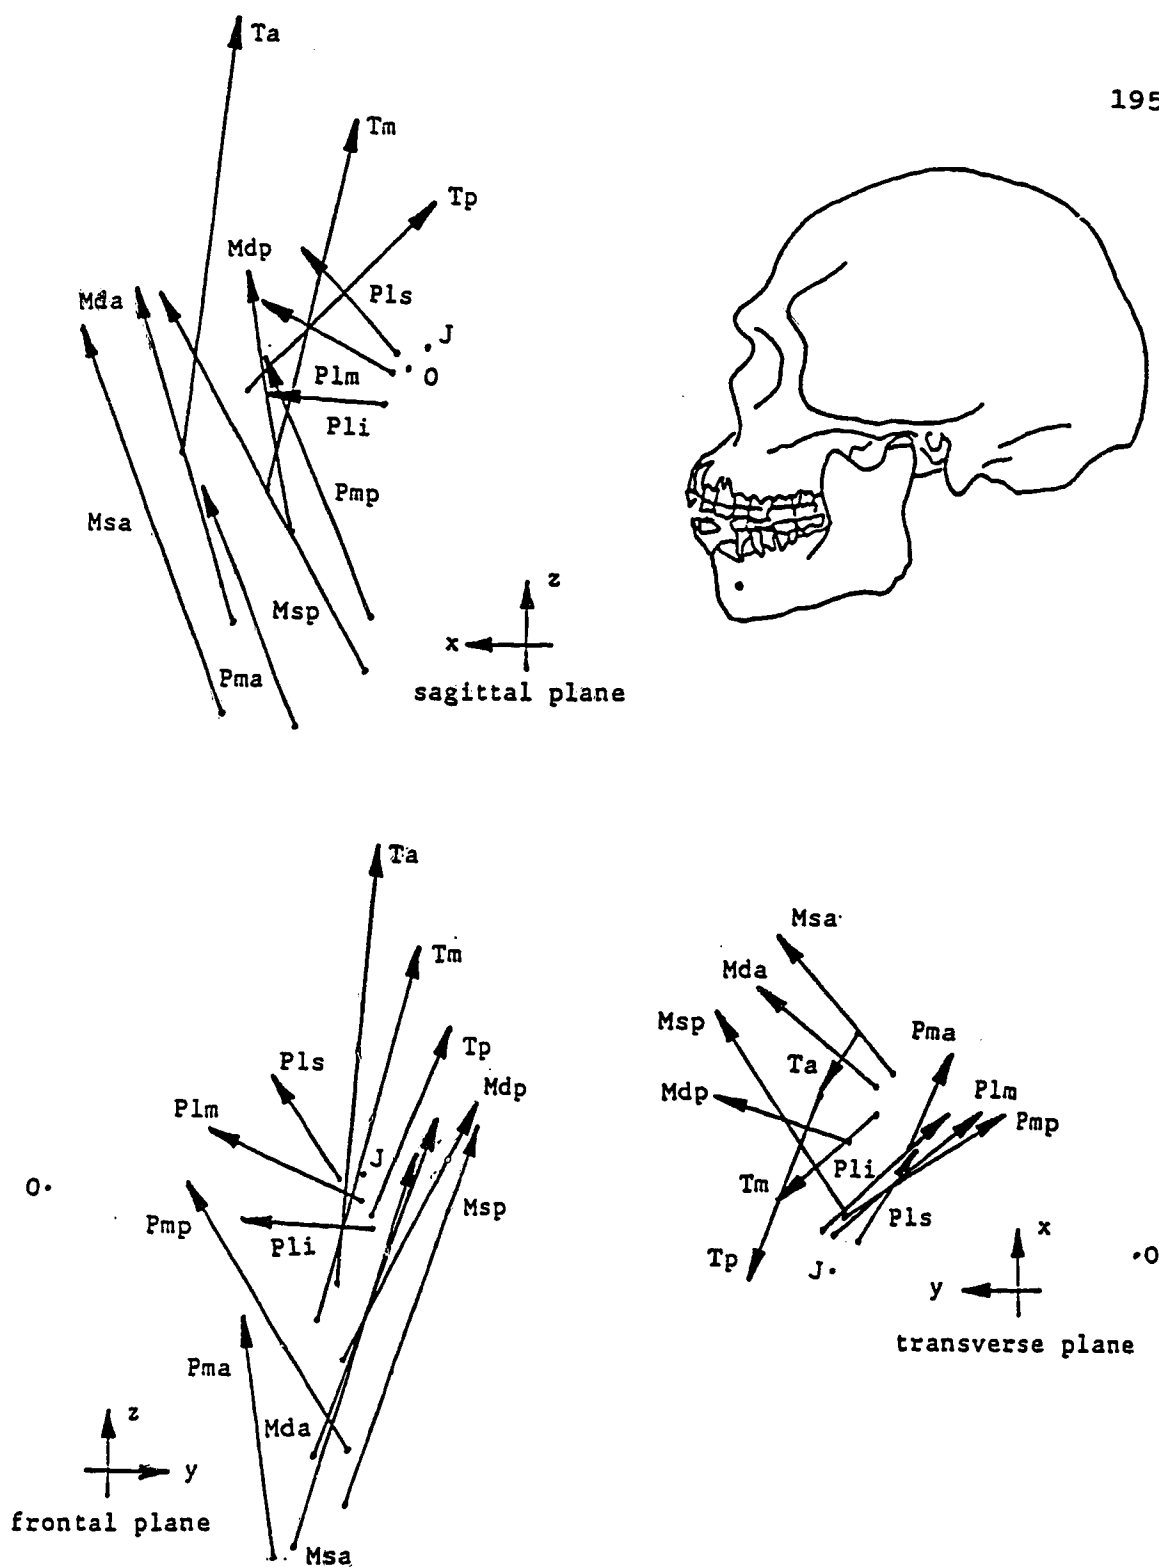 195
Ta
Tm
Tp
Mdp
Mda
Pls
J
O
Plm
Pli
Pmp
Msa
Msp
Pma
z
x
sagittal plane
Ta
Tm
Tp
Pls
Mdp
Plm
J
O
Pmp
Pli
Msp
Pma
Mda
z
y
frontal plane
Msa
Msa
Mda
Msp
Pma
Ta
Mdp
Plm
Pmp
Pli
Tm
Pls
Tp
J
x
O
y
transverse plane